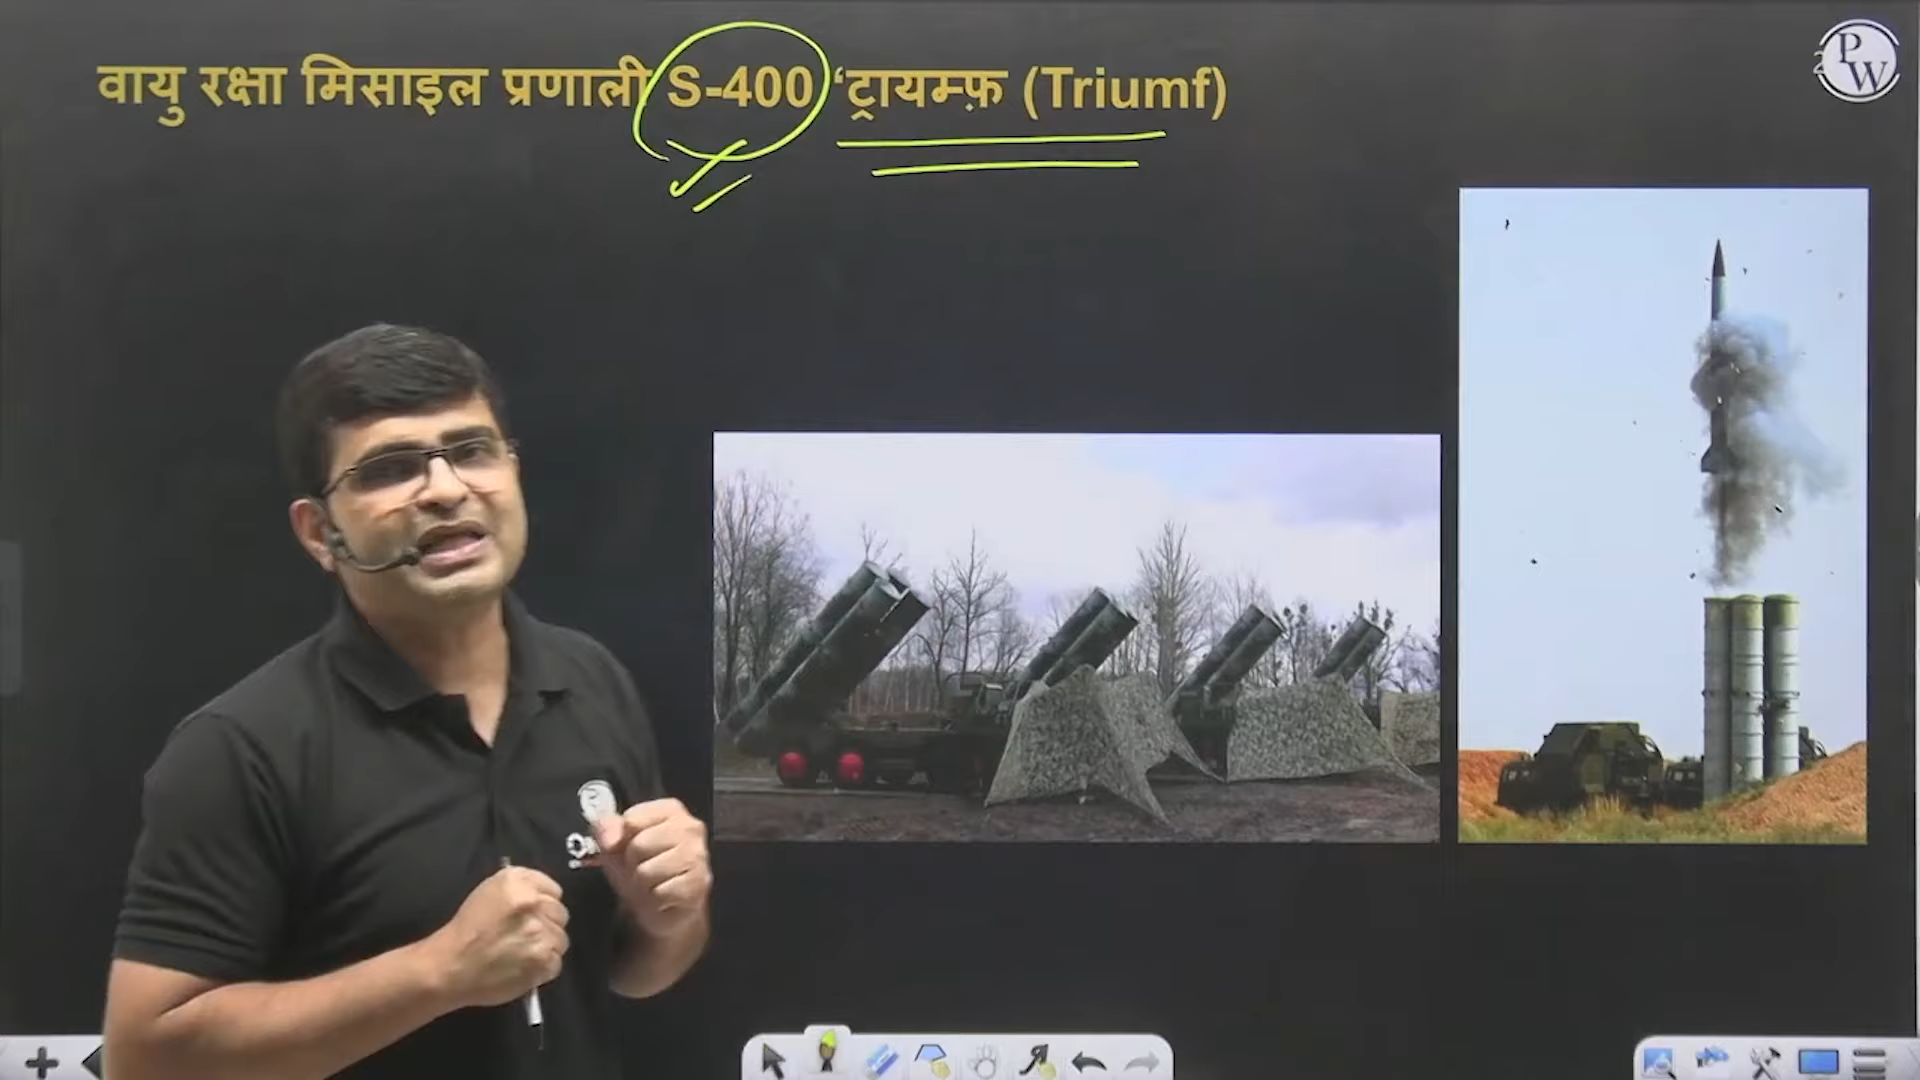 वायु रक्षा मिसाइल प्रणाली S-400 ‘ट्रायम्फ़ (Triumf)
PW